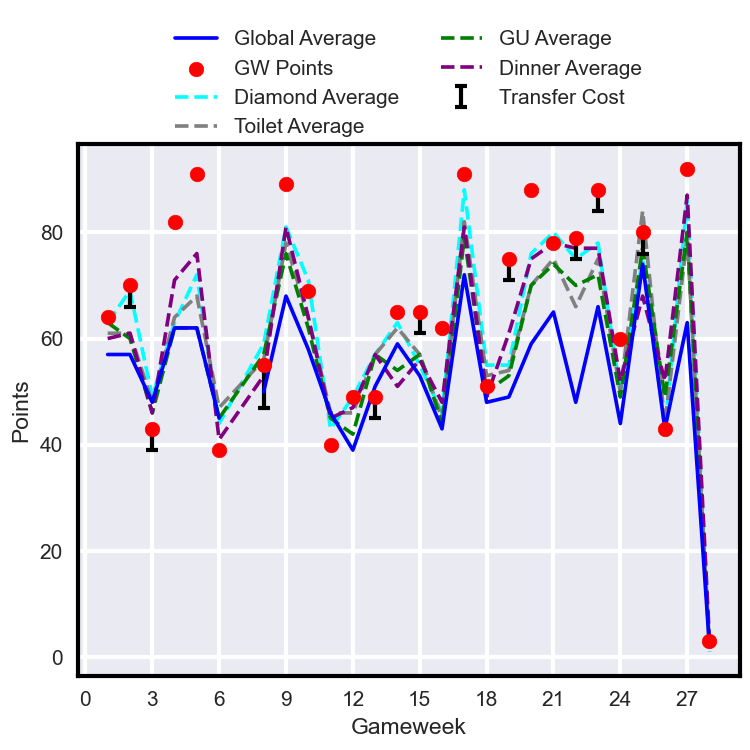 Global Average
GW Points
Diamond Average
Toilet Average
GU Average
Dinner Average
Transfer Cost
Points
80
60
40
20
0
0 3 6 9 12 15 18 21 24 27
Gameweek